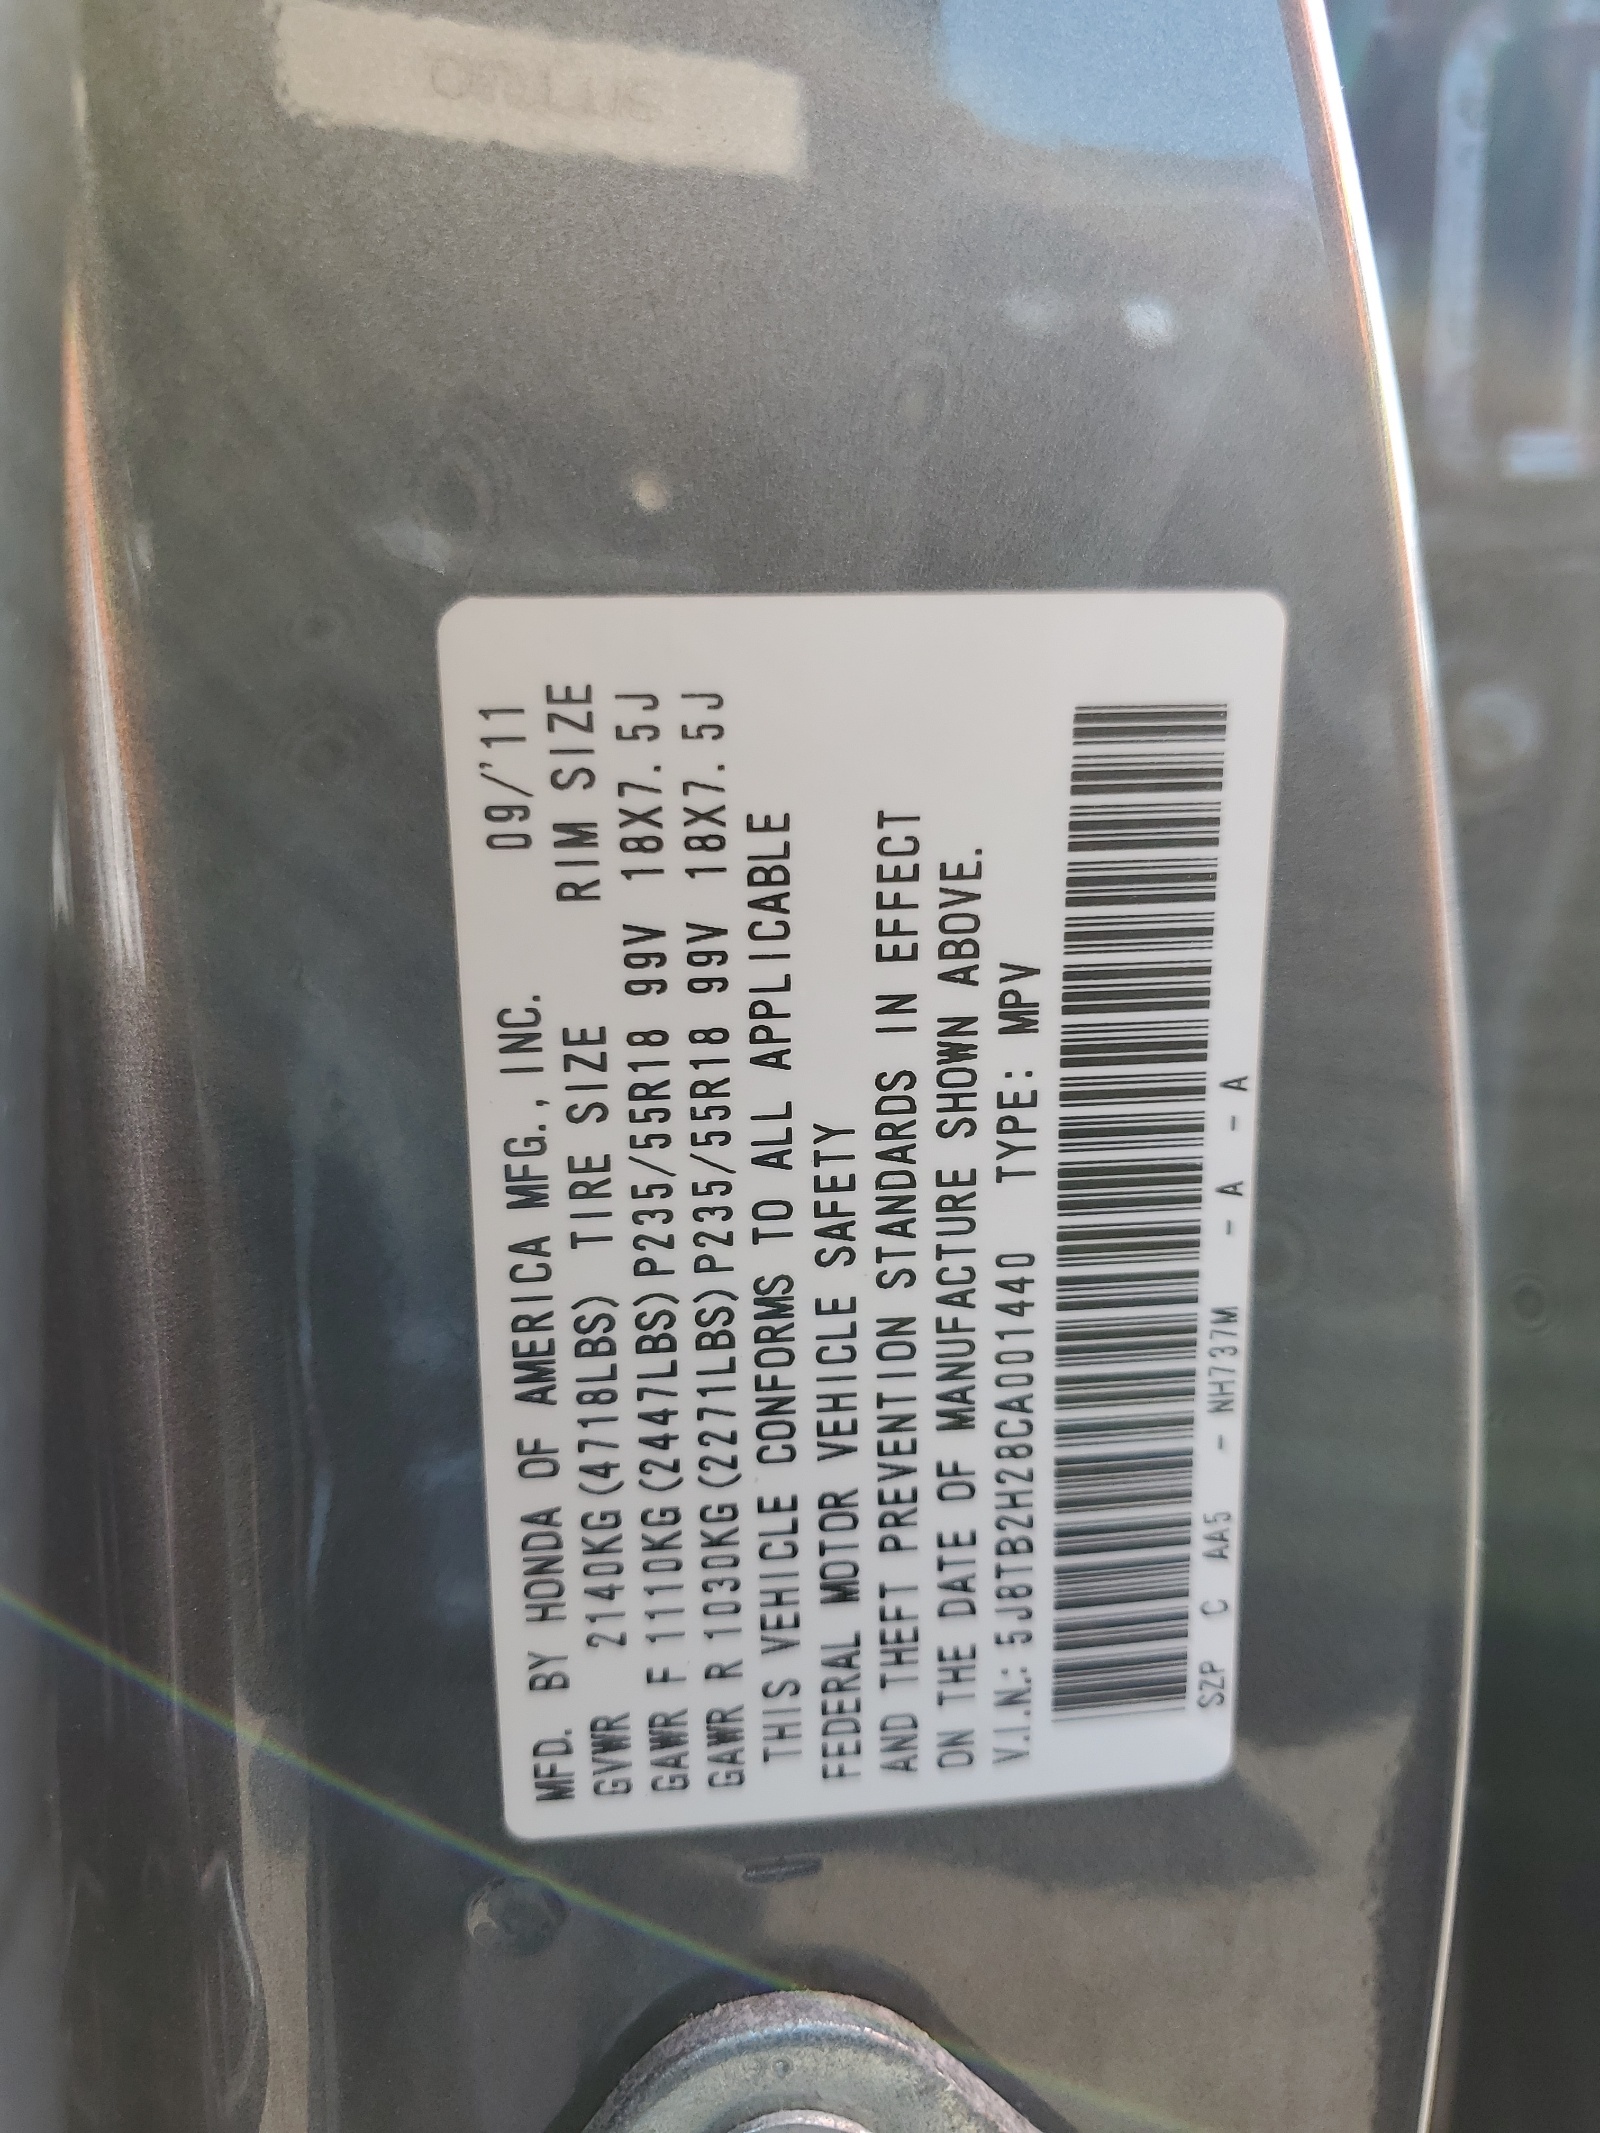 MFD. BY HONDA OF AMERICA MFG., INC. 09/'11
GVWR 2140KG(4718LBS) TIRE SIZE RIM SIZE
GAWR F 1110KG(2447LBS)P235/55R18 99V 18X7.5J
GAWR R 1030KG(2271LBS)P235/55R18 99V 18X7.5J
THIS VEHICLE CONFORMS TO ALL APPLICABLE
FEDERAL MOTOR VEHICLE SAFETY
AND THEFT PREVENTION STANDARDS IN EFFECT
ON THE DATE OF MANUFACTURE SHOWN ABOVE.
V.I.N.: 5J8TB2H28CA001440 TYPE: MPV
SZP C AA5 - NH737M - A - A